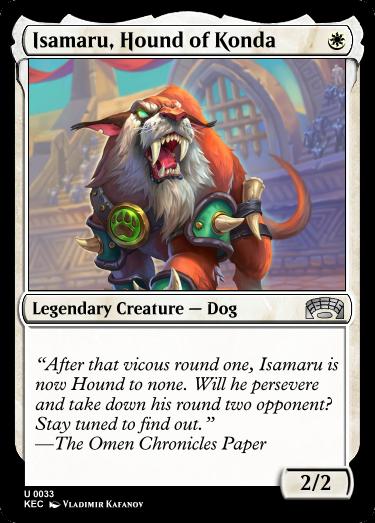 Isamaru, Hound of Konda
Legendary Creature — Dog
“After that vicous round one, Isamaru is
now Hound to none. Will he persevere
and take down his round two opponent?
Stay tuned to find out.”
—The Omen Chronicles Paper
2/2
U 0033
KEC Vladimir Kafanov